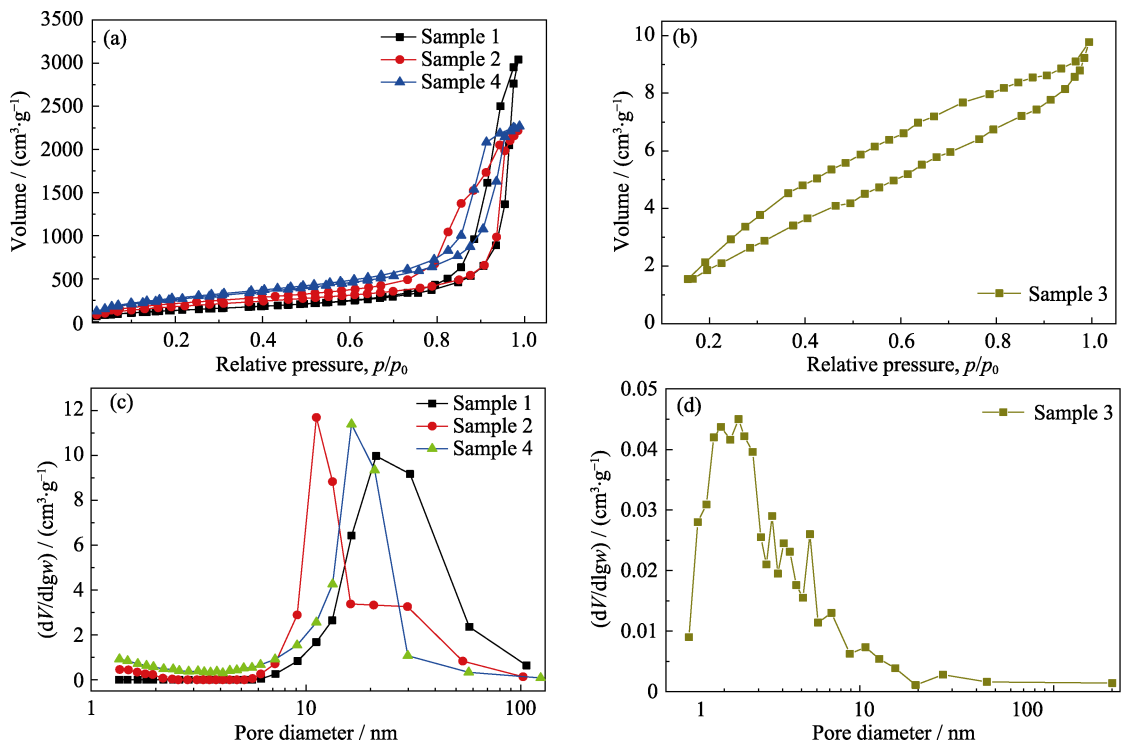 (a)
Sample 1
Sample 2
Sample 4
3500
3000
2500
2000
1500
1000
500
0
Volume / (cm³·g⁻¹)
0.2
0.4
0.6
0.8
1.0
Relative pressure, p/p₀
(b)
10
8
6
4
2
0
Volume / (cm³·g⁻¹)
Sample 3
0.2
0.4
0.6
0.8
1.0
Relative pressure, p/p₀
(c)
Sample 1
Sample 2
Sample 4
12
10
8
6
4
2
0
(dV/dlgw) / (cm³·g⁻¹)
1
10
100
Pore diameter / nm
(d)
Sample 3
0.05
0.04
0.03
0.02
0.01
0
(dV/dlgw) / (cm³·g⁻¹)
1
10
100
Pore diameter / nm